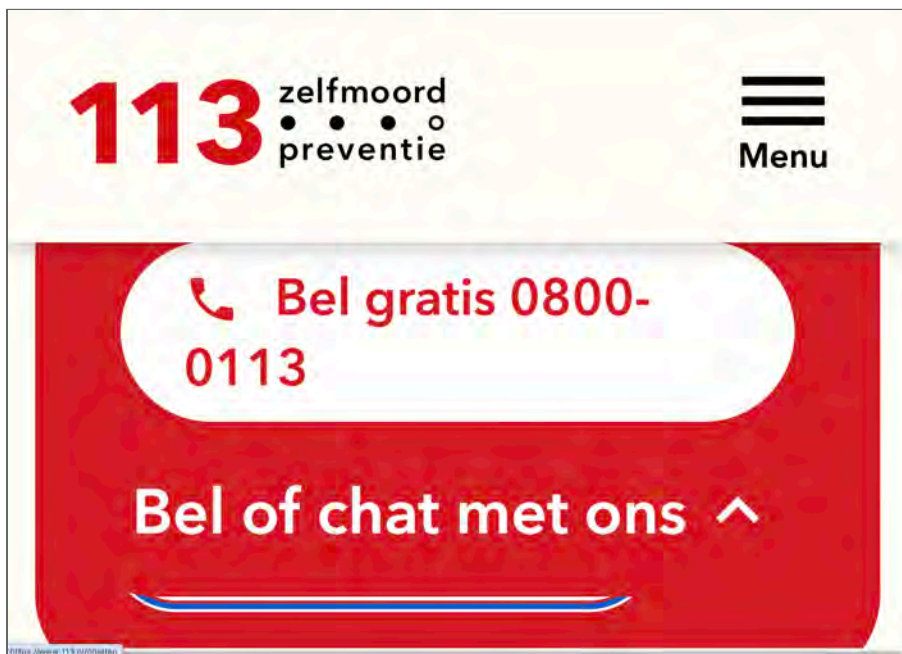 113 zelfmoord
preventie
Menu
Bel gratis 0800-
0113
Bel of chat met ons